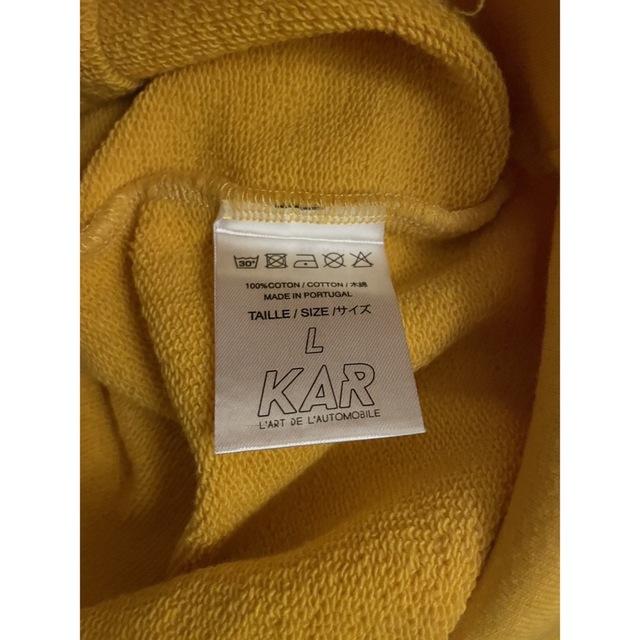 30°
100%COTON / COTTON / 木綿
MADE IN PORTUGAL
TAILLE / SIZE /サイズ
L
KAR
L'ART DE L'AUTOMOBILE